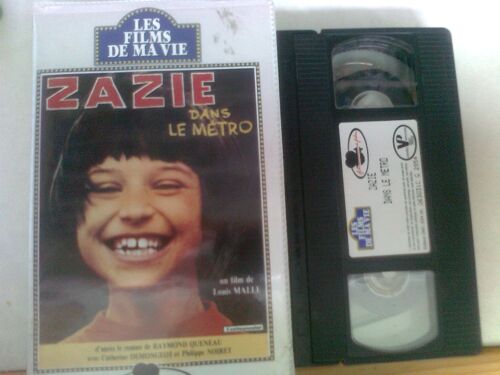 LES
FILMS
DE MA VIE
ZAZIE
DANS
LE MÉTRO
un film de
Louis MALLE
d'après le roman de RAYMOND QUENEAU
avec Catherine DEMONGEOT et Philippe NOIRET
ZAZIE
DANS LE METRO
LES
FILMS
DE MA VIE